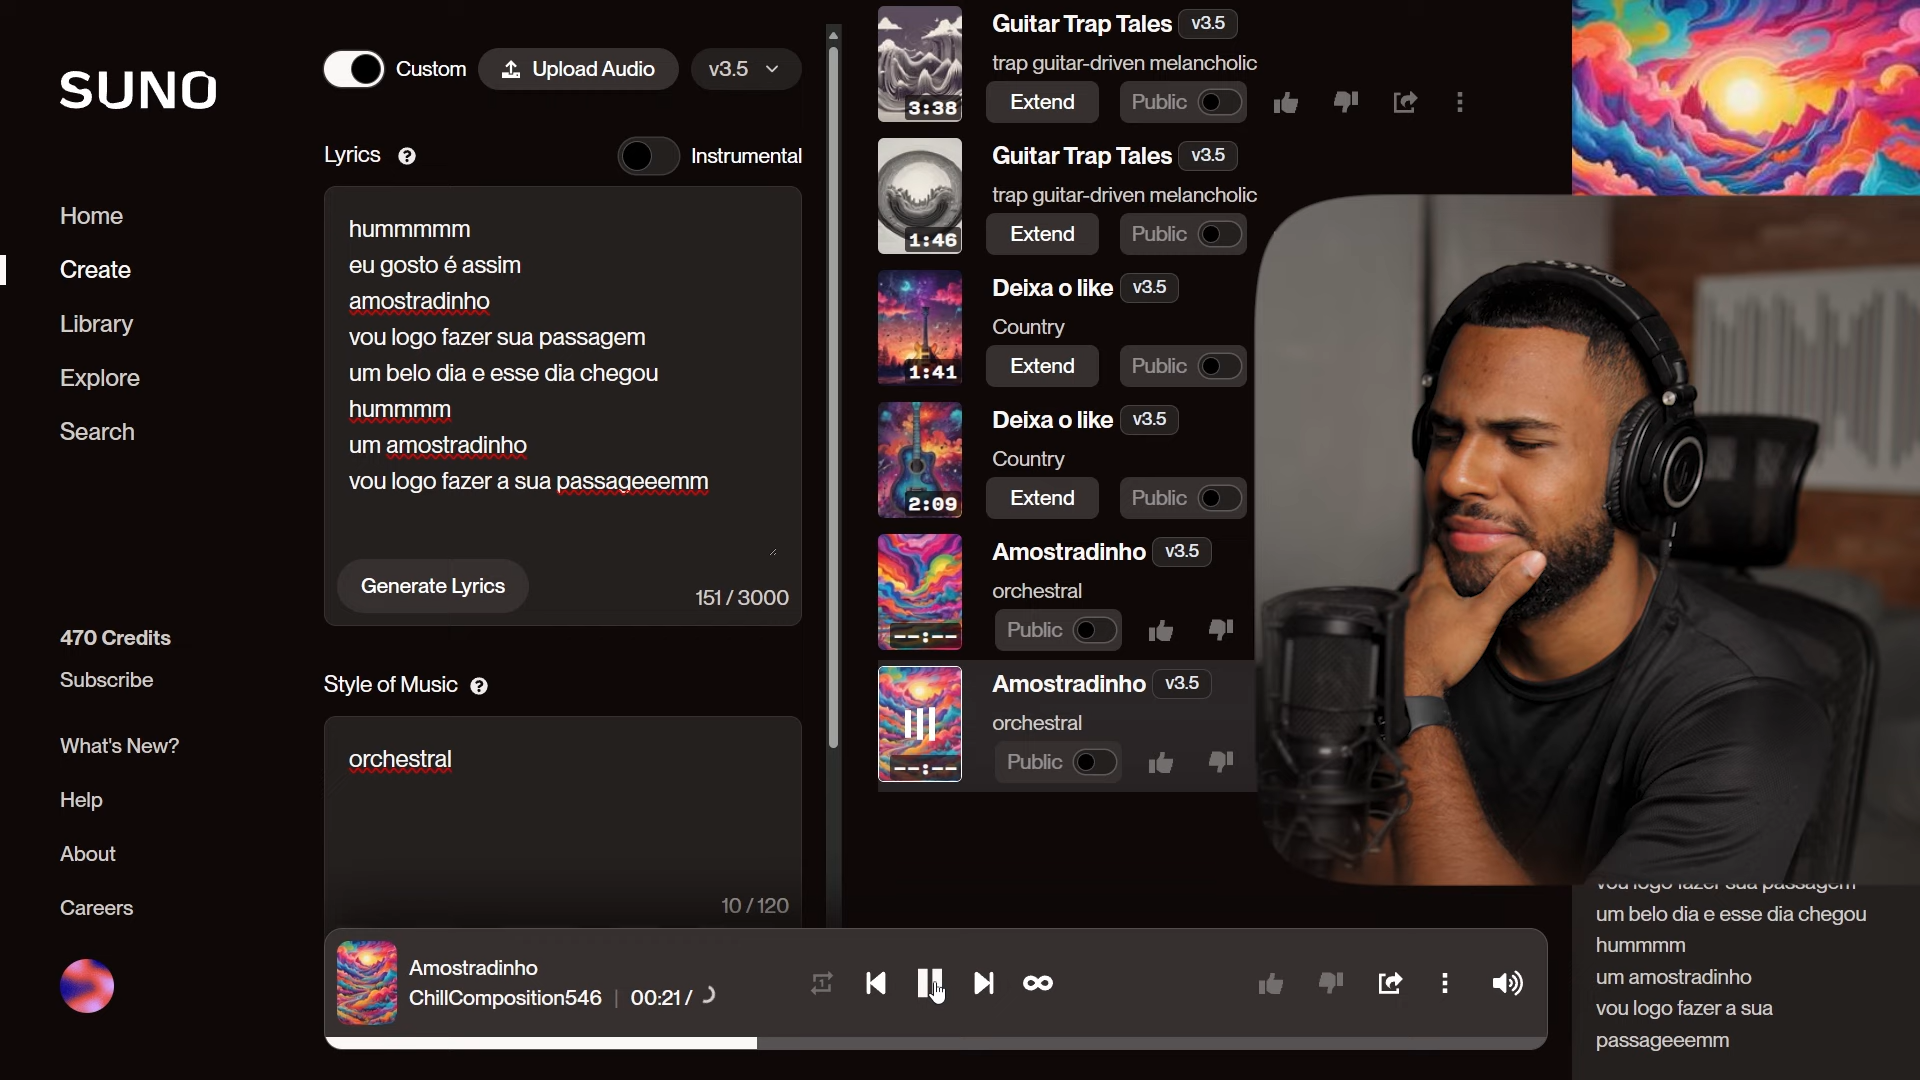 SUNO
Home
Create
Library
Explore
Search
470 Credits
Subscribe
What's New?
Help
About
Careers
Custom
Upload Audio
v3.5
Lyrics
Instrumental
hummmmm
eu gosto é assim
amostradinho
vou logo fazer sua passagem
um belo dia e esse dia chegou
hummmm
um amostradinho
vou logo fazer a sua passageeemm
Generate Lyrics
151 / 3000
Style of Music
orchestral
10 / 120
Guitar Trap Tales v3.5
trap guitar-driven melancholic
3:38
Extend
Public
Guitar Trap Tales v3.5
trap guitar-driven melancholic
1:46
Extend
Public
Deixa o like v3.5
Country
1:41
Extend
Public
Deixa o like v3.5
Country
2:09
Extend
Public
Amostradinho v3.5
orchestral
--:--
Public
Amostradinho v3.5
orchestral
--:--
Public
Amostradinho
ChillComposition546 | 00:21 /
vou logo fazer sua passagem
um belo dia e esse dia chegou
hummmm
um amostradinho
vou logo fazer a sua
passageeemm